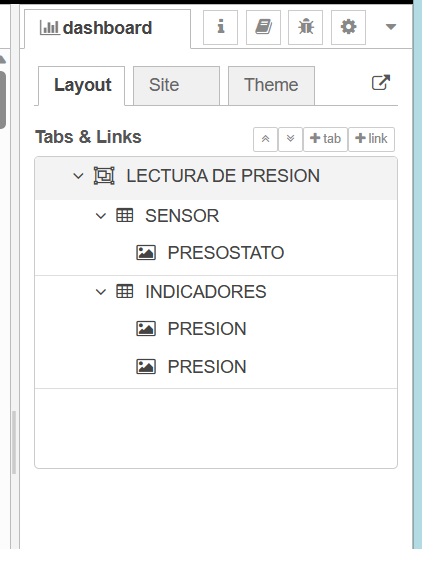 dashboard
Layout Site Theme
Tabs & Links +tab +link
LECTURA DE PRESION
SENSOR
PRESOSTATO
INDICADORES
PRESION
PRESION